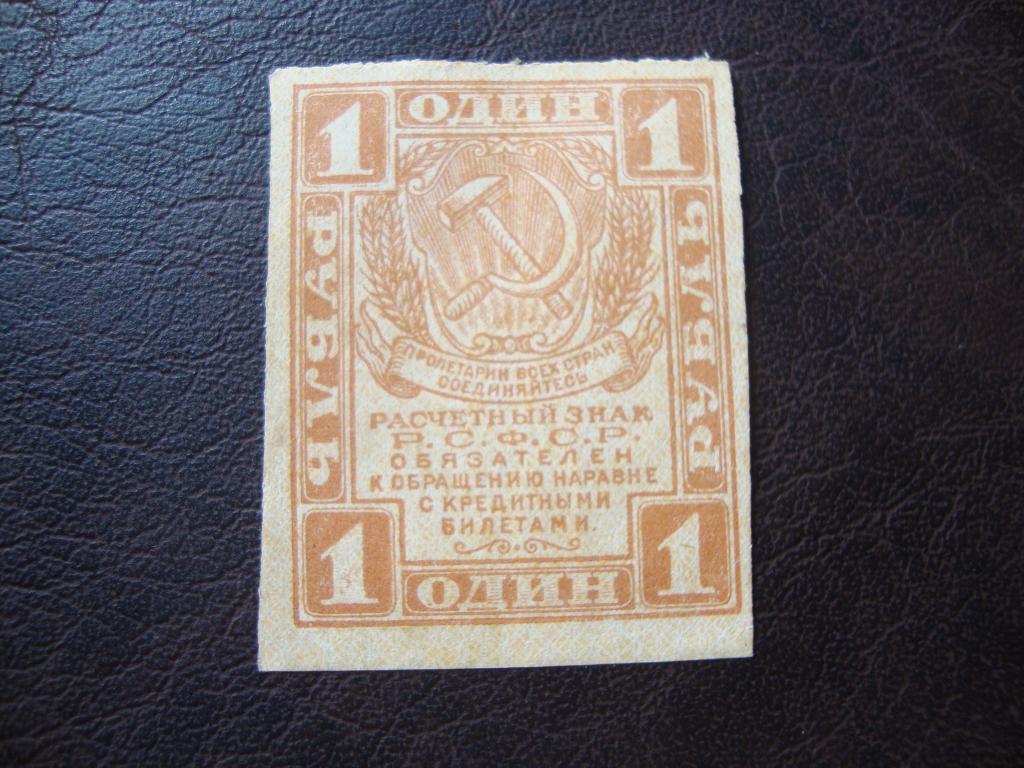 1 ОДИН 1
РУБЛЬ
РУБЛЬ
ПРОЛЕТАРИИ ВСЕХ СТРАН
СОЕДИНЯЙТЕСЬ
РАСЧЕТНЫЙ ЗНАК
Р.С.Ф.С.Р.
ОБЯЗАТЕЛЕН
К ОБРАЩЕНИЮ НАРАВНЕ
С КРЕДИТНЫМИ
БИЛЕТАМИ.
1 ОДИН 1